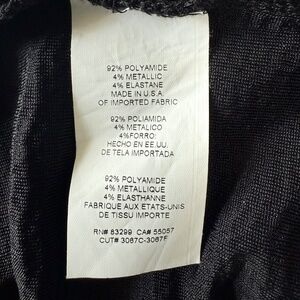 92% POLYAMIDE
4% METALLIC
4% ELASTANE
MADE IN U.S.A.
OF IMPORTED FABRIC
92% POLIAMIDA
4% METALICO
4%FORRO:
HECHO EN EE.UU.
DE TELA IMPORTADA
92% POLYAMIDE
4% METALLIQUE
4% ELASTHANNE
FABRIQUE AUX ETATS-UNIS
DE TISSU IMPORTE
RN# 83299 CA# 55057
CUT# 3067C-3067F